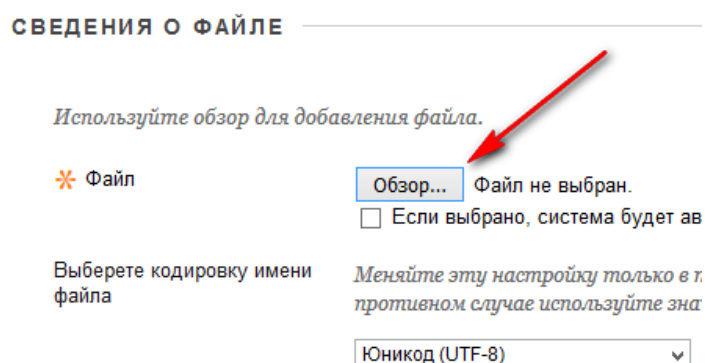 СВЕДЕНИЯ О ФАЙЛЕ
Используйте обзор для добавления файла.
Файл
Обзор... Файл не выбран.
Если выбрано, система будет ав
Выберете кодировку имени файла
Меняйте эту настройку только в
противном случае используйте зна
Юникод (UTF-8)